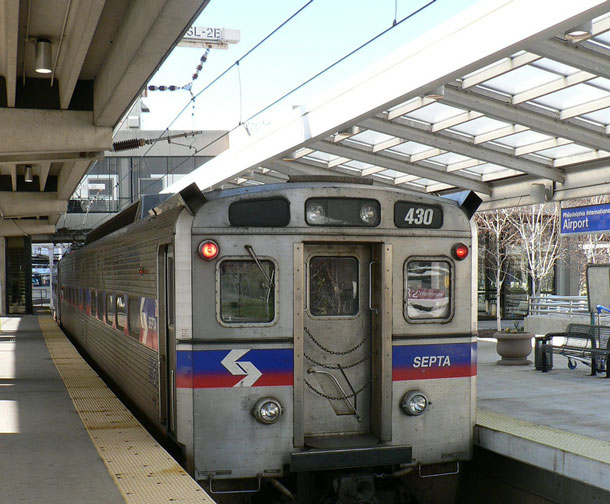 SL-2E
430
Philadelphia International
Airport
SEPTA